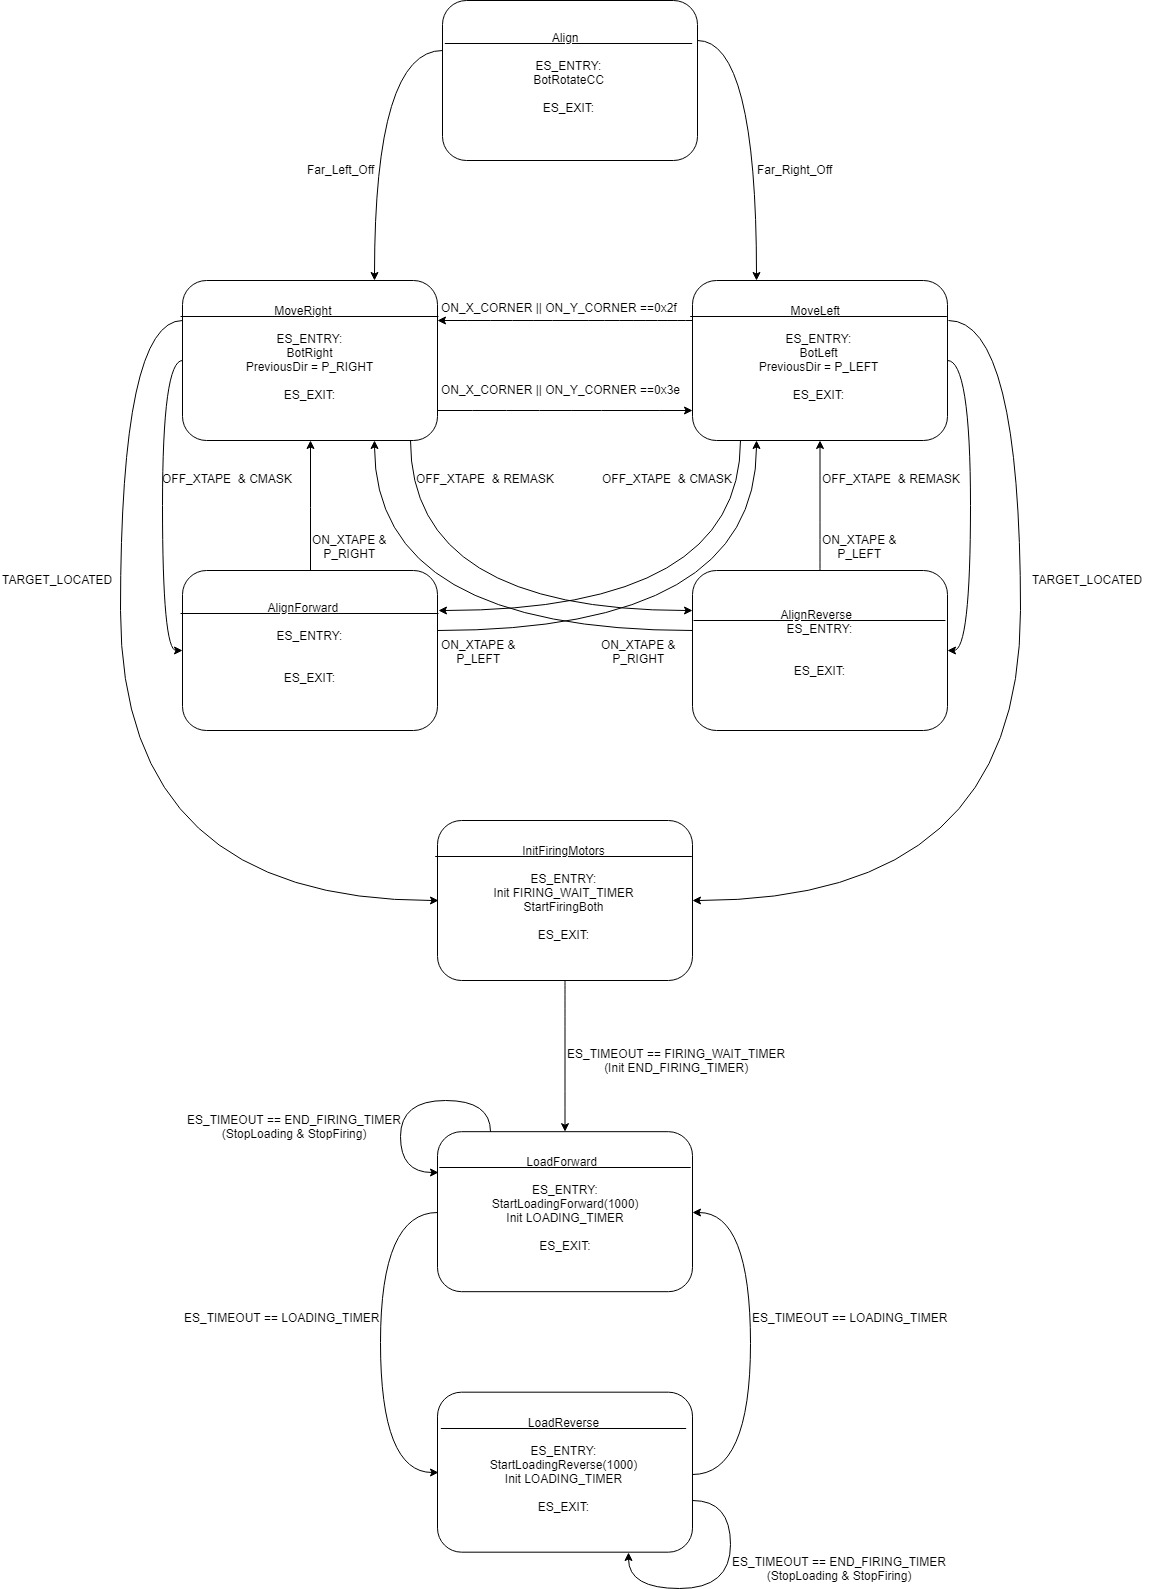 Align
ES_ENTRY:
BotRotateCC
ES_EXIT:
Far_Left_Off
Far_Right_Off
MoveRight
ES_ENTRY:
BotRight
PreviousDir = P_RIGHT
ES_EXIT:
ON_X_CORNER || ON_Y_CORNER ==0x2f
ON_X_CORNER || ON_Y_CORNER ==0x3e
MoveLeft
ES_ENTRY:
BotLeft
PreviousDir = P_LEFT
ES_EXIT:
OFF_XTAPE & CMASK
OFF_XTAPE & REMASK
OFF_XTAPE & CMASK
OFF_XTAPE & REMASK
ON_XTAPE &
P_RIGHT
ON_XTAPE &
P_LEFT
TARGET_LOCATED
TARGET_LOCATED
AlignForward
ES_ENTRY:
ES_EXIT:
ON_XTAPE &
P_LEFT
ON_XTAPE &
P_RIGHT
AlignReverse
ES_ENTRY:
ES_EXIT:
InitFiringMotors
ES_ENTRY:
Init FIRING_WAIT_TIMER
StartFiringBoth
ES_EXIT:
ES_TIMEOUT == FIRING_WAIT_TIMER
(Init END_FIRING_TIMER)
ES_TIMEOUT == END_FIRING_TIMER
(StopLoading & StopFiring)
LoadForward
ES_ENTRY:
StartLoadingForward(1000)
Init LOADING_TIMER
ES_EXIT:
ES_TIMEOUT == LOADING_TIMER
ES_TIMEOUT == LOADING_TIMER
LoadReverse
ES_ENTRY:
StartLoadingReverse(1000)
Init LOADING_TIMER
ES_EXIT:
ES_TIMEOUT == END_FIRING_TIMER
(StopLoading & StopFiring)